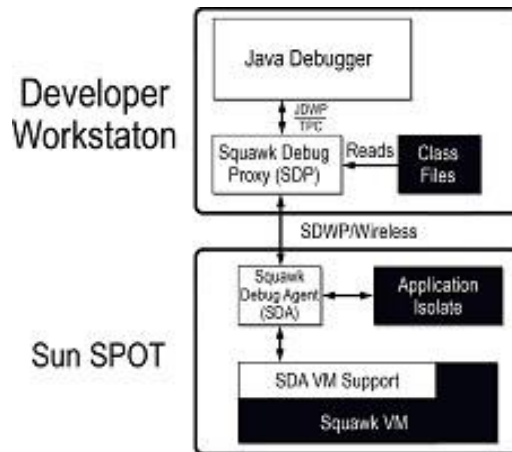 Java Debugger
Developer
Workstaton
JDWP
TPC
Squawk Debug
Proxy (SDP)
Reads
Class
Files
SDWP/Wireless
Squawk
Debug Agent
(SDA)
Application
Isolate
Sun SPOT
SDA VM Support
Squawk VM